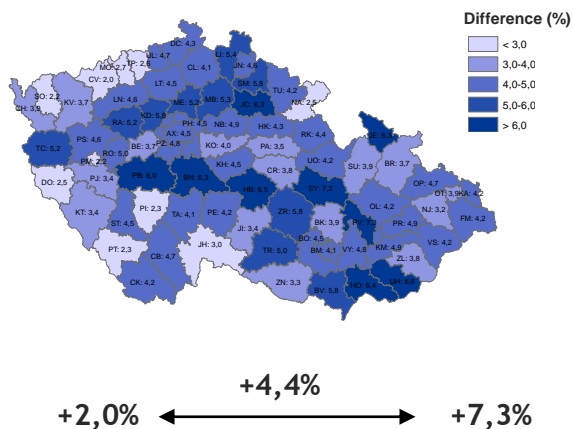 Difference (%)
< 3,0
3,0-4,0
4,0-5,0
5,0-6,0
> 6,0
DC: 4,3
UL: 4,7
LI: 5,4
TP: 2,6
MO: 2,7
JN: 4,6
CL: 4,1
CV: 2,0
SM: 5,8
SO: 2,2
LT: 4,5
TU: 4,2
KV: 3,7
CH: 3,9
LN: 4,6
ME: 5,2
MB: 5,3
JC: 6,3
NA: 2,5
KD: 5,8
RA: 5,2
PH: 4,5
NB: 4,9
HK: 4,3
AX: 4,5
RK: 4,4
PS: 4,6
PZ: 4,8
KO: 4,0
PA: 3,5
TC: 5,2
BE: 3,7
RO: 5,0
PM: 2,2
KH: 4,5
UO: 4,2
SU: 3,9
BR: 3,7
CR: 3,8
PB: 6,0
BN: 6,3
DO: 2,5
PJ: 3,4
OP: 4,7
OT: 3,9
KA: 4,2
HB: 6,5
SY: 7,2
NJ: 3,2
PI: 2,3
ZR: 5,8
OL: 4,2
KT: 3,4
TA: 4,1
PE: 4,2
ST: 4,5
BK: 3,9
PR: 4,9
FM: 4,2
JI: 3,4
BO: 4,5
PT: 2,3
JH: 3,0
TR: 5,0
BM: 4,1
VY: 4,8
KM: 4,9
VS: 4,2
CB: 4,7
ZL: 3,8
CK: 4,2
ZN: 3,3
BV: 5,8
HO: 6,4
UH: 6,6
+4,4%
+2,0%
+7,3%